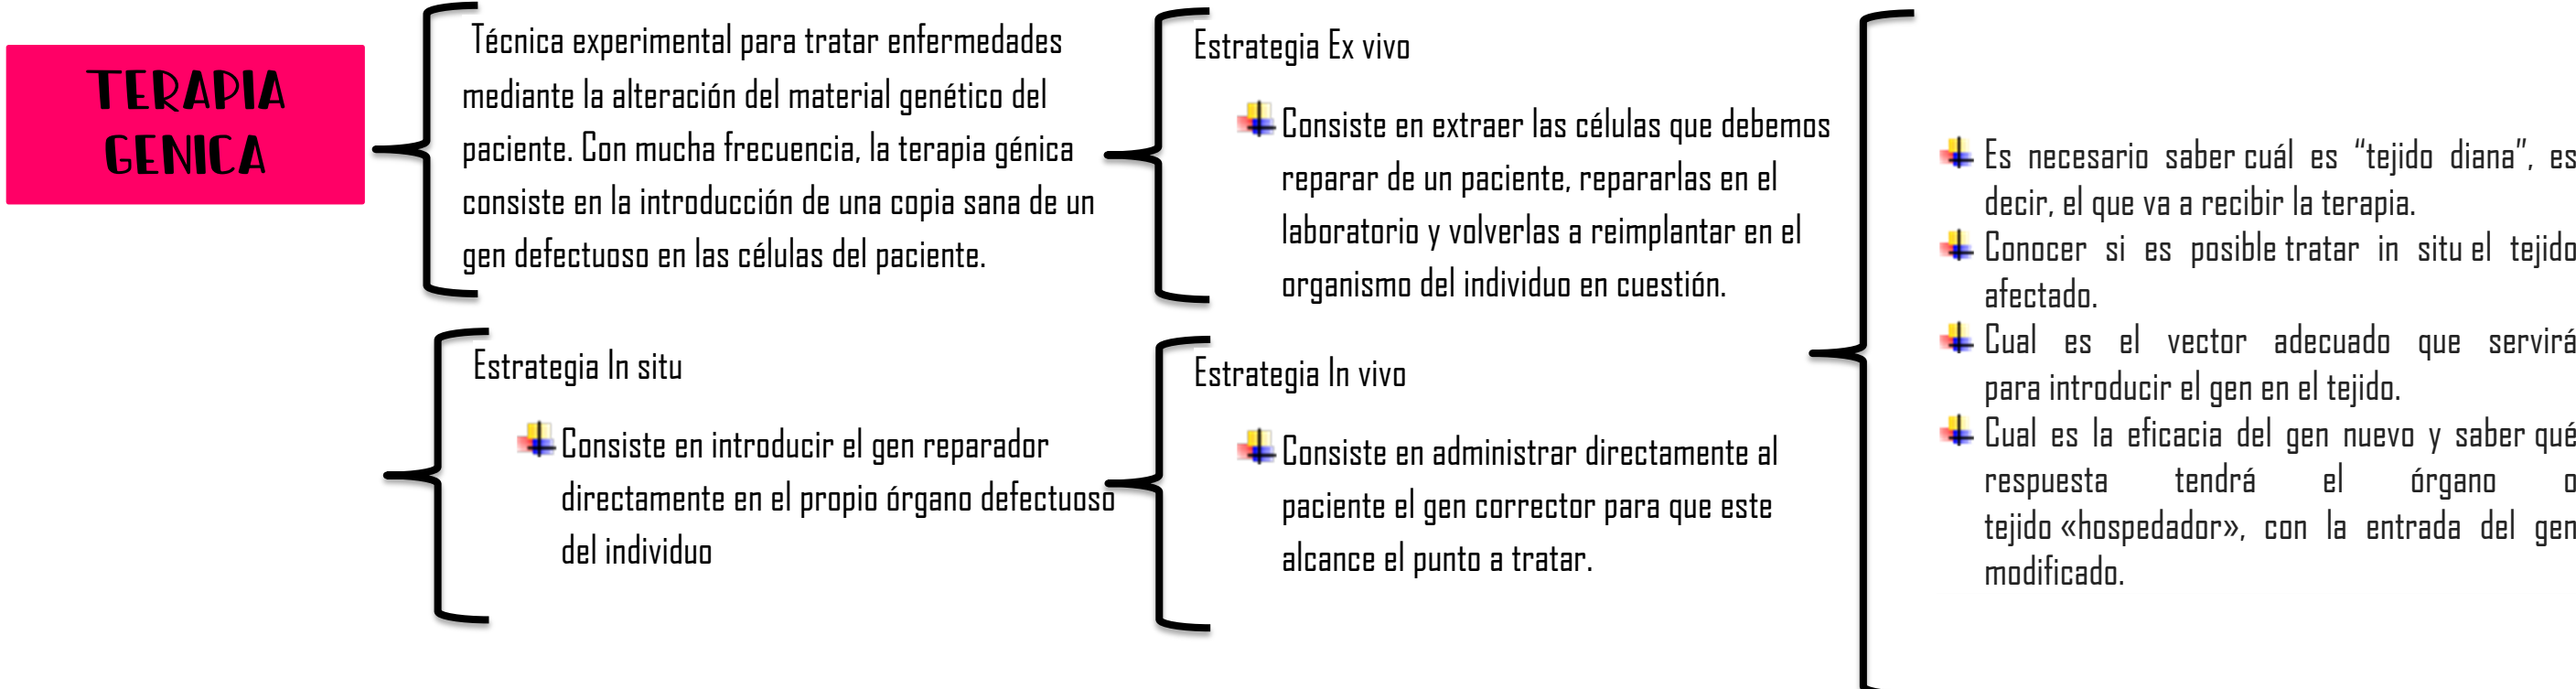 TERAPIA
GENICA
Técnica experimental para tratar enfermedades
mediante la alteración del material genético del
paciente. Con mucha frecuencia, la terapia génica
consiste en la introducción de una copia sana de un
gen defectuoso en las células del paciente.
Estrategia Ex vivo
Consiste en extraer las células que debemos
reparar de un paciente, repararlas en el
laboratorio y volverlas a reimplantar en el
organismo del individuo en cuestión.
Estrategia In situ
Consiste en introducir el gen reparador
directamente en el propio órgano defectuoso
del individuo
Estrategia In vivo
Consiste en administrar directamente al
paciente el gen corrector para que este
alcance el punto a tratar.
Es necesario saber cuál es “tejido diana”, es
decir, el que va a recibir la terapia.
Conocer si es posible tratar in situ el tejido
afectado.
Cual es el vector adecuado que servirá
para introducir el gen en el tejido.
Cual es la eficacia del gen nuevo y saber qué
respuesta tendrá el órgano o
tejido «hospedador», con la entrada del gen
modificado.